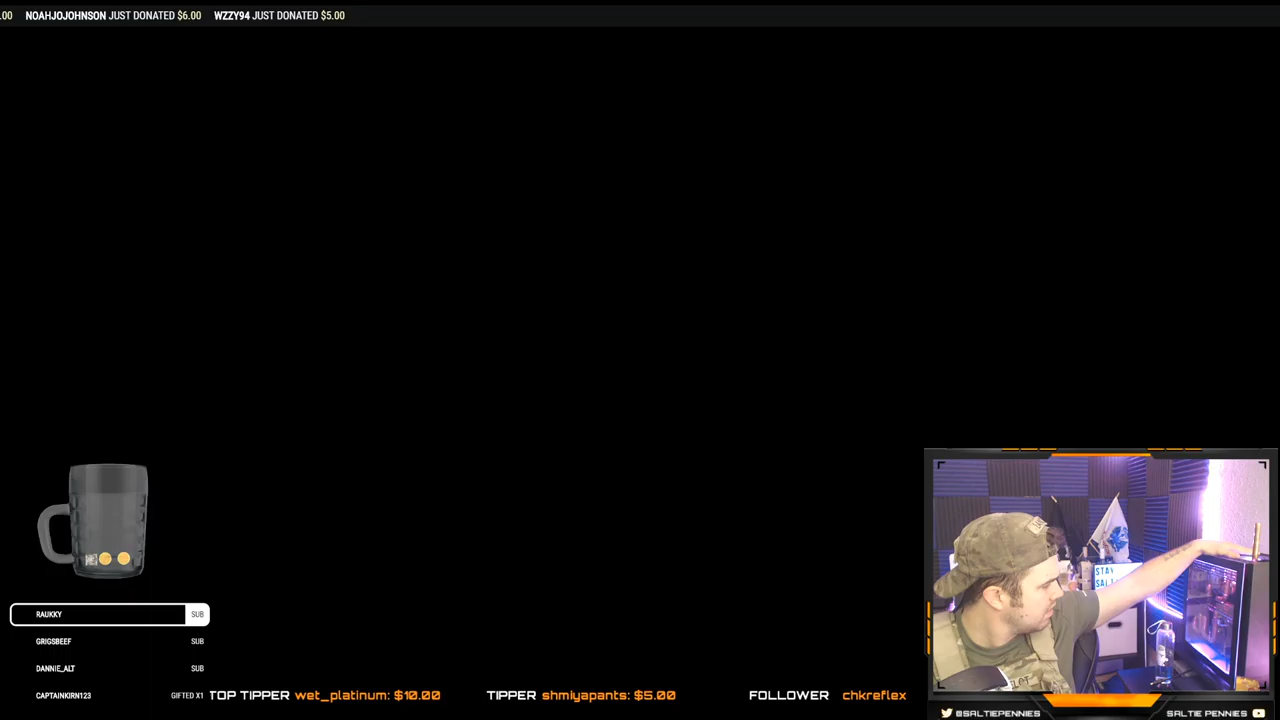 .00 NOAHJOJOHNSON JUST DONATED $6.00 WZZY94 JUST DONATED $5.00
STAY
RAUKKY SUB
GRIGSBEEF SUB
DANNIE_ALT SUB
CAPTAINKIRN123 GIFTED X1
TOP TIPPER wet_platinum: $10.00 TIPPER shmiyapants: $5.00 FOLLOWER chkreflex
@SALTIEPENNIES SALTIE PENNIES